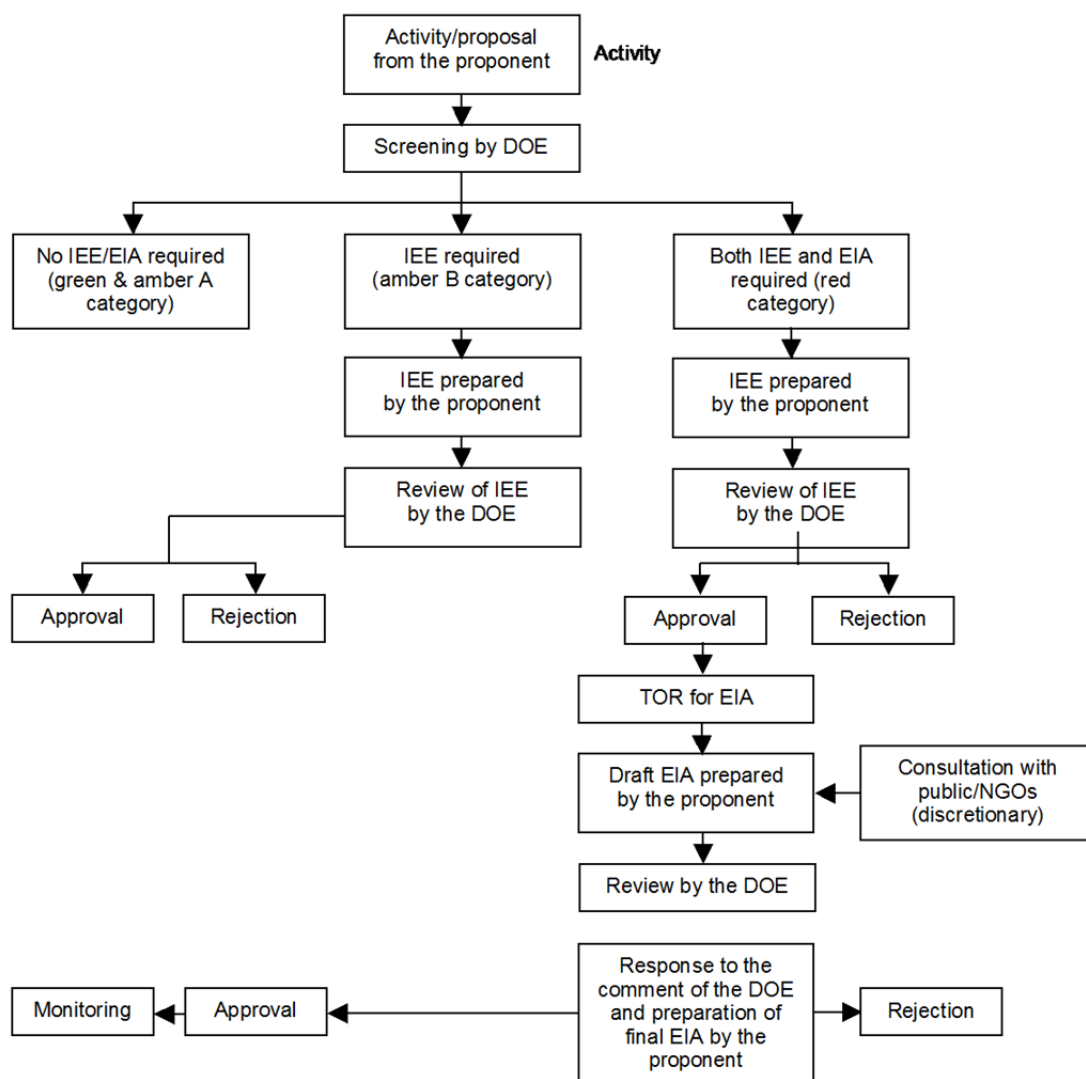 Activity/proposal
from the proponent
Activity
Screening by DOE
No IEE/EIA required
(green & amber A
category)
IEE required
(amber B category)
Both IEE and EIA
required (red
category)
IEE prepared
by the proponent
IEE prepared
by the proponent
Review of IEE
by the DOE
Review of IEE
by the DOE
Approval
Rejection
Approval
Rejection
TOR for EIA
Draft EIA prepared
by the proponent
Consultation with
public/NGOs
(discretionary)
Review by the DOE
Monitoring
Approval
Response to the
comment of the DOE
and preparation of
final EIA by the
proponent
Rejection